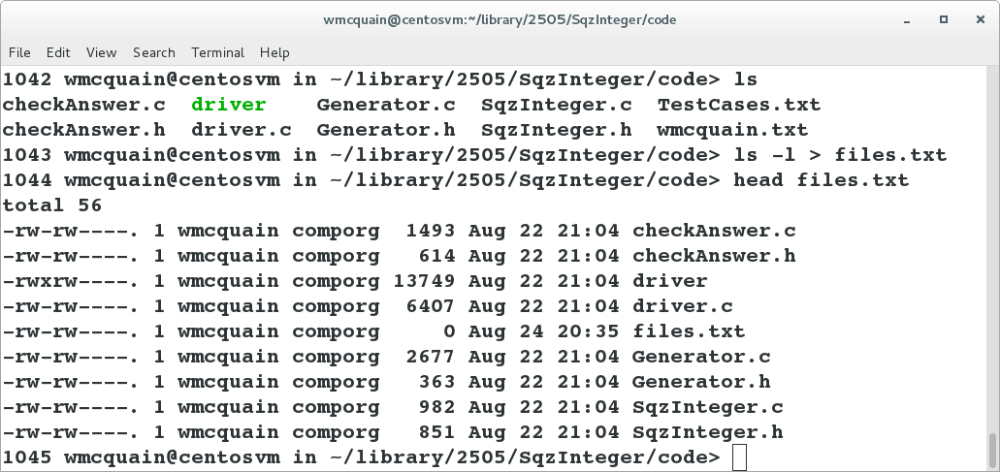 wmcquain@centosvm:~/library/2505/SqzInteger/code
File Edit View Search Terminal Help
1042 wmcquain@centosvm in ~/library/2505/SqzInteger/code> ls
checkAnswer.c  driver    Generator.c  SqzInteger.c  TestCases.txt
checkAnswer.h  driver.c  Generator.h  SqzInteger.h  wmcquain.txt
1043 wmcquain@centosvm in ~/library/2505/SqzInteger/code> ls -l > files.txt
1044 wmcquain@centosvm in ~/library/2505/SqzInteger/code> head files.txt
total 56
-rw-rw----. 1 wmcquain comporg  1493 Aug 22 21:04 checkAnswer.c
-rw-rw----. 1 wmcquain comporg   614 Aug 22 21:04 checkAnswer.h
-rwxrw----. 1 wmcquain comporg 13749 Aug 22 21:04 driver
-rw-rw----. 1 wmcquain comporg  6407 Aug 22 21:04 driver.c
-rw-rw----. 1 wmcquain comporg     0 Aug 24 20:35 files.txt
-rw-rw----. 1 wmcquain comporg  2677 Aug 22 21:04 Generator.c
-rw-rw----. 1 wmcquain comporg   363 Aug 22 21:04 Generator.h
-rw-rw----. 1 wmcquain comporg   982 Aug 22 21:04 SqzInteger.c
-rw-rw----. 1 wmcquain comporg   851 Aug 22 21:04 SqzInteger.h
1045 wmcquain@centosvm in ~/library/2505/SqzInteger/code>